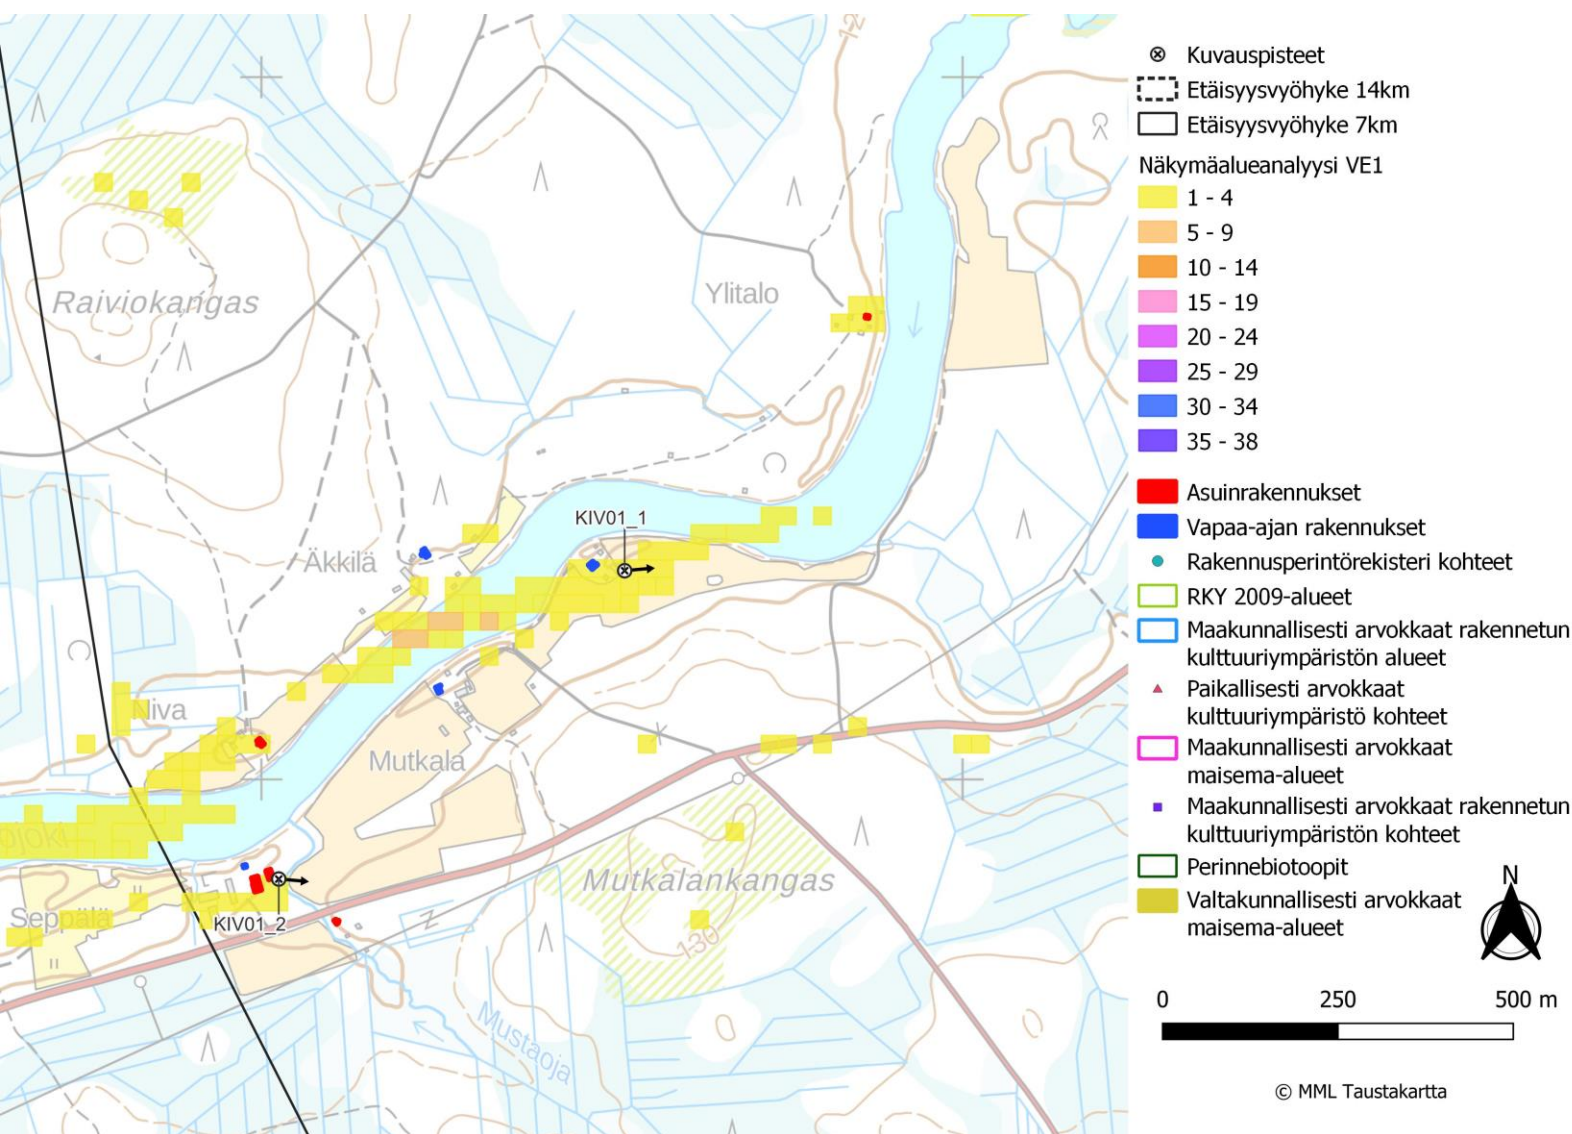 Raiviokangas
Ylitalo
KIV01_1
Äkkilä
Niva
Mutkala
Mutkalankangas
130
Seppälä
KIV01_2
Mustaoja
Kuvauspisteet
Etäisyysvyöhyke 14km
Etäisyysvyöhyke 7km
Näkymäalueanalyysi VE1
1 - 4
5 - 9
10 - 14
15 - 19
20 - 24
25 - 29
30 - 34
35 - 38
Asuinrakennukset
Vapaa-ajan rakennukset
Rakennusperintörekisteri kohteet
RKY 2009-alueet
Maakunnallisesti arvokkaat rakennetun
kulttuuriympäristön alueet
Paikallisesti arvokkaat
kulttuuriympäristö kohteet
Maakunnallisesti arvokkaat
maisema-alueet
Maakunnallisesti arvokkaat rakennetun
kulttuuriympäristön kohteet
Perinnebiotoopit
Valtakunnallisesti arvokkaat
maisema-alueet
N
0 250 500 m
© MML Taustakartta